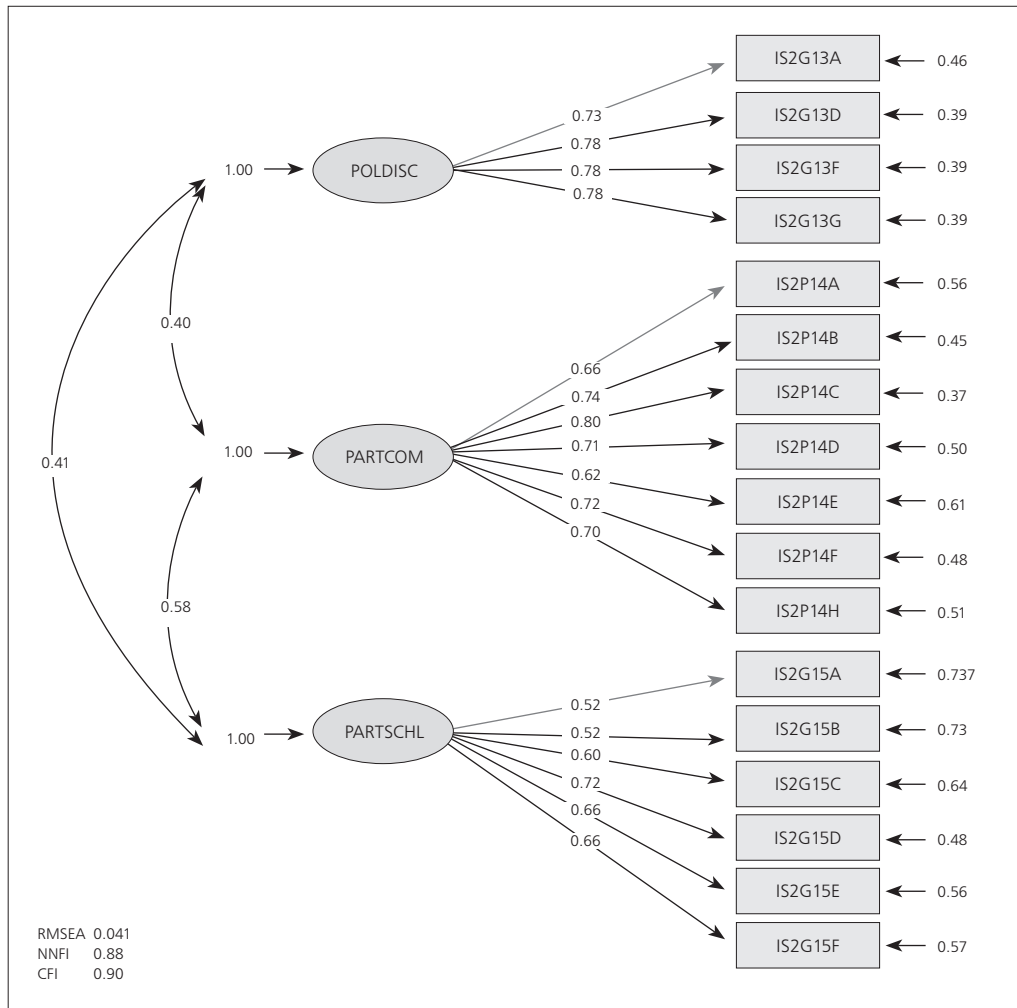 IS2G13A
0.46
0.73
IS2G13D
0.39
0.78
1.00
POLDISC
IS2G13F
0.39
0.78
IS2G13G
0.39
0.78
IS2P14A
0.56
0.40
0.66
IS2P14B
0.45
0.74
IS2P14C
0.37
0.80
0.41
1.00
PARTCOM
0.71
IS2P14D
0.50
0.62
IS2P14E
0.61
0.72
IS2P14F
0.48
0.70
0.58
IS2P14H
0.51
IS2G15A
0.737
0.52
1.00
PARTSCHL
0.52
IS2G15B
0.73
0.60
IS2G15C
0.64
0.72
IS2G15D
0.48
0.66
IS2G15E
0.56
0.66
IS2G15F
0.57
RMSEA 0.041
NNFI 0.88
CFI 0.90